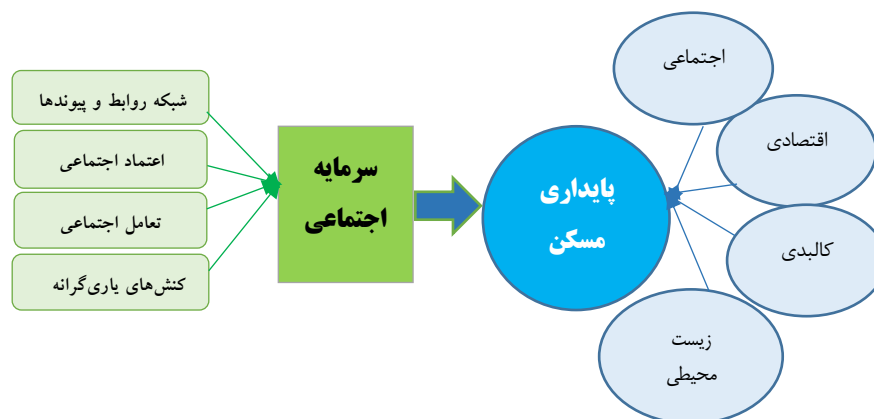 اجتماعی
شبکه روابط و پیوندها
اعتماد اجتماعی
تعامل اجتماعی
کنش‌های یاری‌گرانه
سرمایه
اجتماعی
پایداری
مسکن
اقتصادی
کالبدی
زیست
محیطی